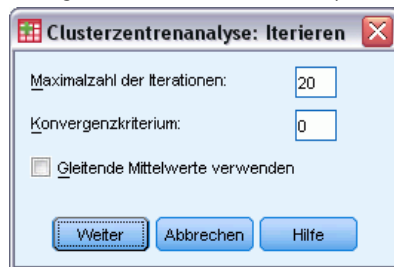 Clusterzentrenanalyse: Iterieren
Maximalzahl der Iterationen: 20
Konvergenzkriterium: 0
Gleitende Mittelwerte verwenden
Weiter Abbrechen Hilfe